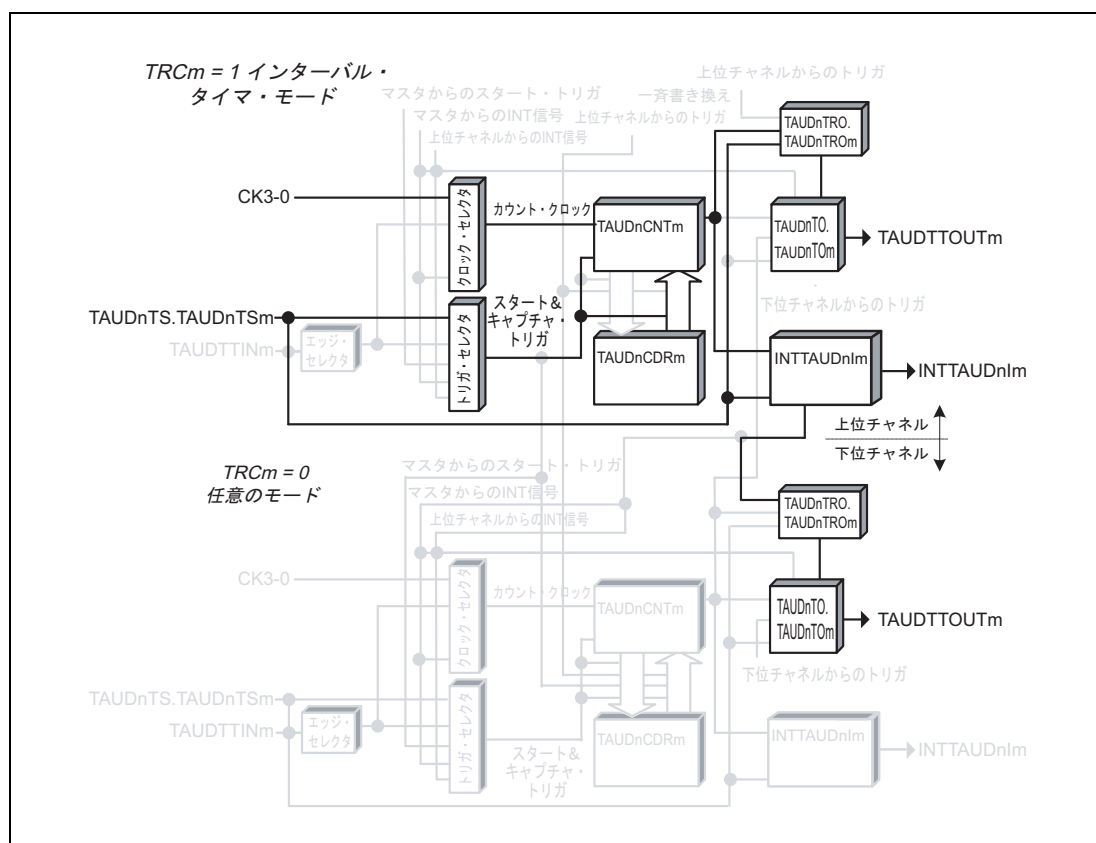 TRCm = 1 インターバル・
タイマ・モード
上位チャネルからのトリガ
マスタからのスタート・トリガ
一斉書き換え
マスタからのINT信号
上位チャネルからのトリガ
上位チャネルからのINT信号
TAUDnTRO.
TAUDnTROm
CK3-0
クロック・セレクタ
カウント・クロック
TAUDnCNTm
TAUDnTO.
TAUDnTOm
TAUDTTOUTm
下位チャネルからのトリガ
TAUDnTS.TAUDnTSm
TAUDTTINm
エッジ・
セレクタ
トリガ・セレクタ
スタート&
キャプチャ・
トリガ
TAUDnCDRm
INTTAUDnIm
INTTAUDnIm
上位チャネル
下位チャネル
TRCm = 0
任意のモード
マスタからのスタート・トリガ
マスタからのINT信号
上位チャネルからのINT信号
TAUDnTRO.
TAUDnTROm
CK3-0
クロック・セレクタ
カウント・クロック
TAUDnCNTm
TAUDnTO.
TAUDnTOm
TAUDTTOUTm
下位チャネルからのトリガ
TAUDnTS.TAUDnTSm
TAUDTTINm
エッジ・
セレクタ
トリガ・セレクタ
スタート&
キャプチャ・
トリガ
TAUDnCDRm
INTTAUDnIm
INTTAUDnIm